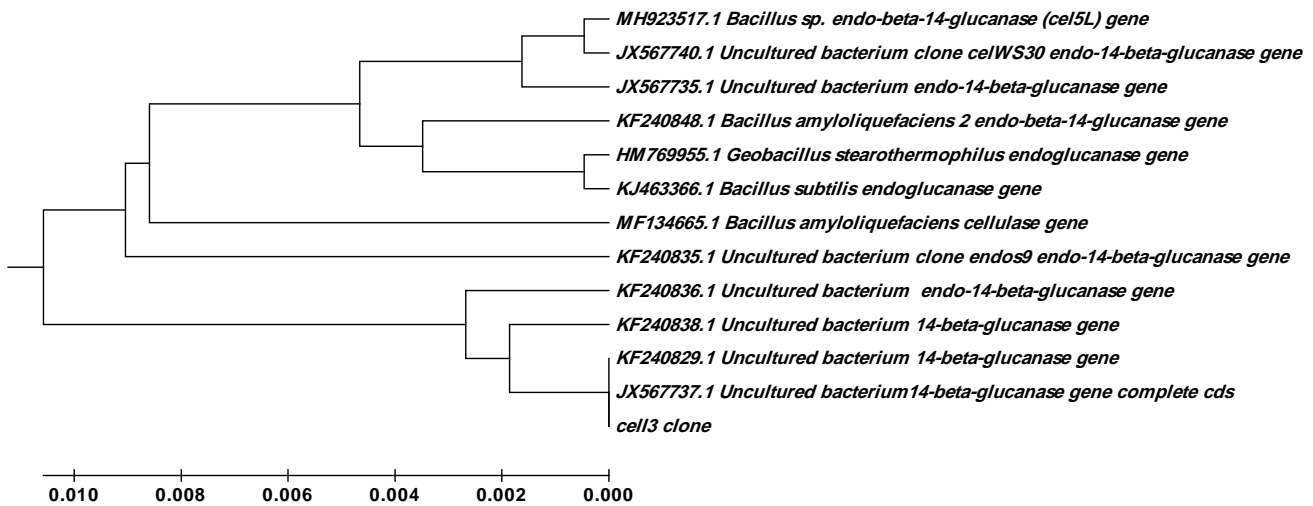 MH923517.1 Bacillus sp. endo-beta-14-glucanase (cel5L) gene
JX567740.1 Uncultured bacterium clone celWS30 endo-14-beta-glucanase gene
JX567735.1 Uncultured bacterium endo-14-beta-glucanase gene
KF240848.1 Bacillus amyloliquefaciens 2 endo-beta-14-glucanase gene
HM769955.1 Geobacillus stearothermophilus endoglucanase gene
KJ463366.1 Bacillus subtilis endoglucanase gene
MF134665.1 Bacillus amyloliquefaciens cellulase gene
KF240835.1 Uncultured bacterium clone endos9 endo-14-beta-glucanase gene
KF240836.1 Uncultured bacterium endo-14-beta-glucanase gene
KF240838.1 Uncultured bacterium 14-beta-glucanase gene
KF240829.1 Uncultured bacterium 14-beta-glucanase gene
JX567737.1 Uncultured bacterium14-beta-glucanase gene complete cds
cell3 clone
0.010 0.008 0.006 0.004 0.002 0.000